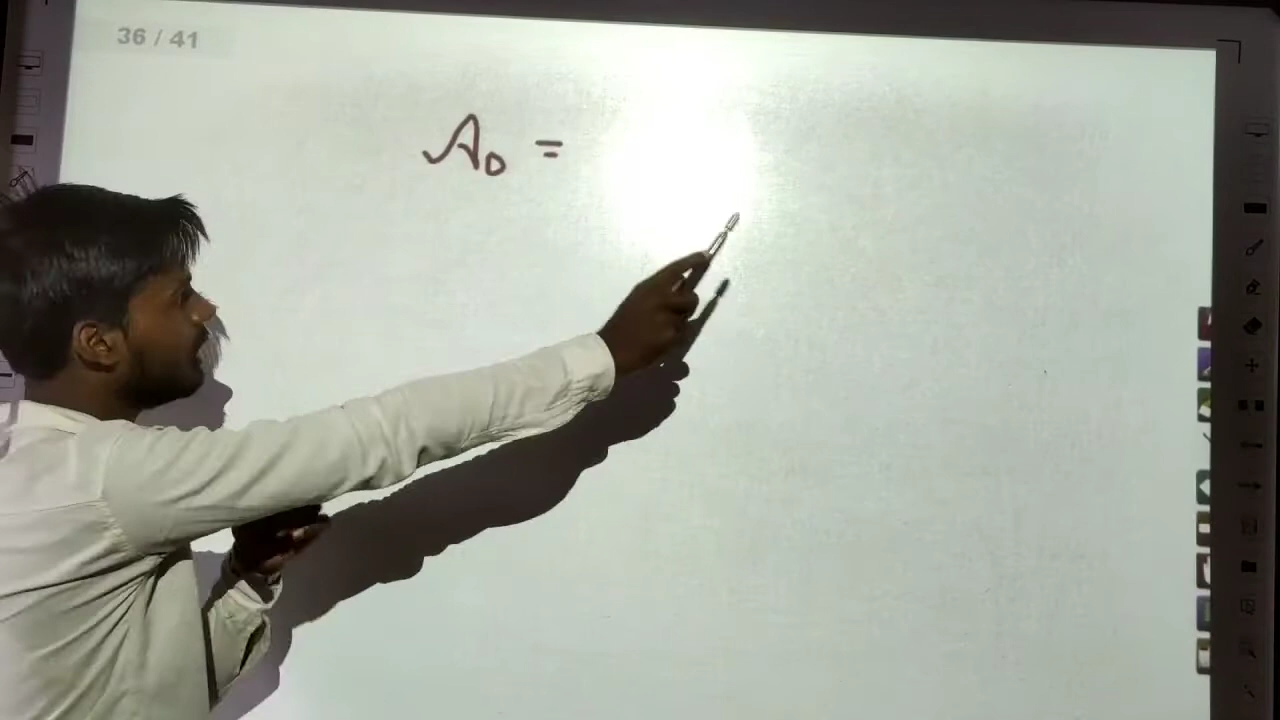 36 / 41
A₀ =